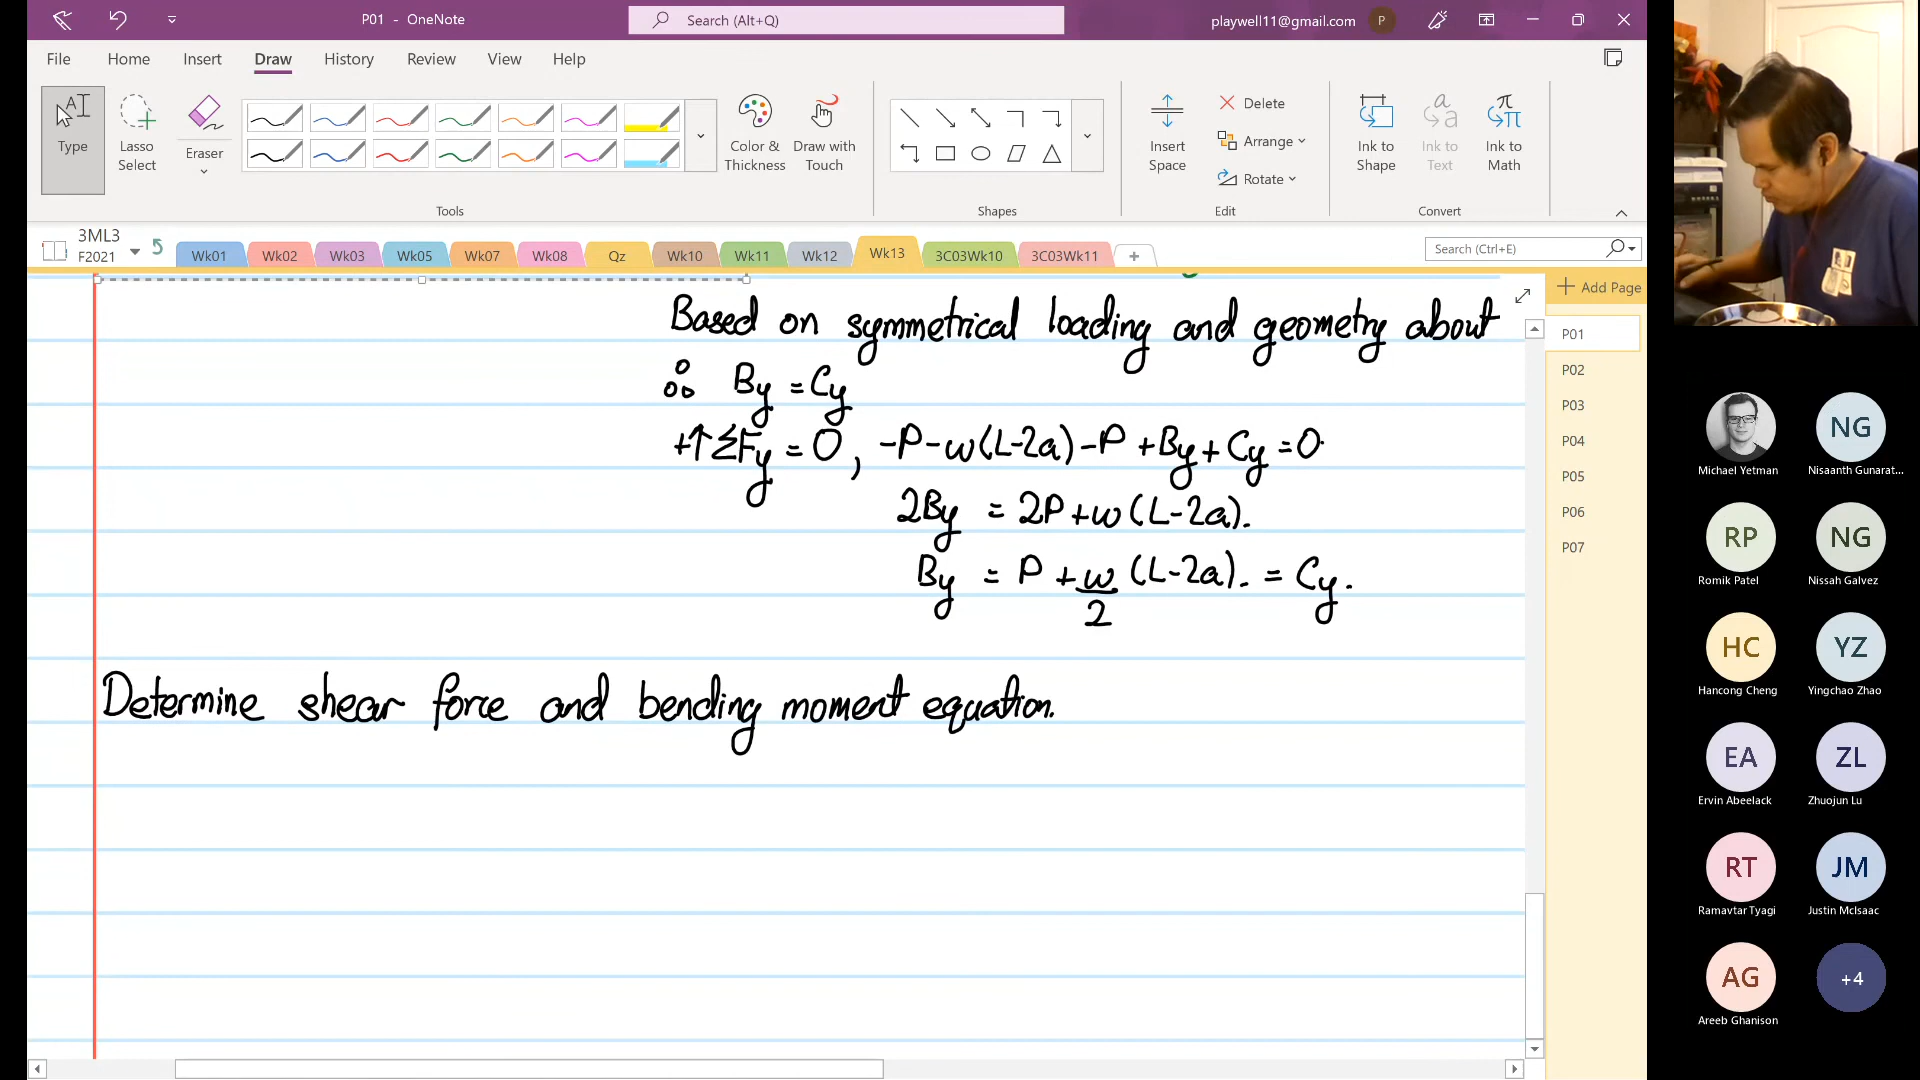 P01 - OneNote
Search (Alt+Q)
playwell11@gmail.com
P
File Home Insert Draw History Review View Help
Type
Lasso Select
Eraser
Color & Thickness
Draw with Touch
Insert Space
Delete
Arrange
Rotate
Ink to Shape
Ink to Text
Ink to Math
Tools Shapes Edit Convert
3ML3 F2021
Wk01 Wk02 Wk03 Wk05 Wk07 Wk08 Qz Wk10 Wk11 Wk12 Wk13 3C03Wk10 3C03Wk11 +
Search (Ctrl+E)
Add Page
P01
P02
P03
P04
P05
P06
P07
Based on symmetrical loading and geometry about
∴ By = Cy
+↑ΣFy = 0, -P-w(L-2a)-P+By+Cy=0
2By = 2P+w(L-2a).
By = P + w/2 (L-2a). = Cy.
Determine shear force and bending moment equation.
Michael Yetman
NG
Nisaanth Gunarat...
RP
Romik Patel
NG
Nissah Galvez
HC
Hancong Cheng
YZ
Yingchao Zhao
EA
Ervin Abeelack
ZL
Zhuojun Lu
RT
Ramavtar Tyagi
JM
Justin McIsaac
AG
Areeb Ghanison
+4